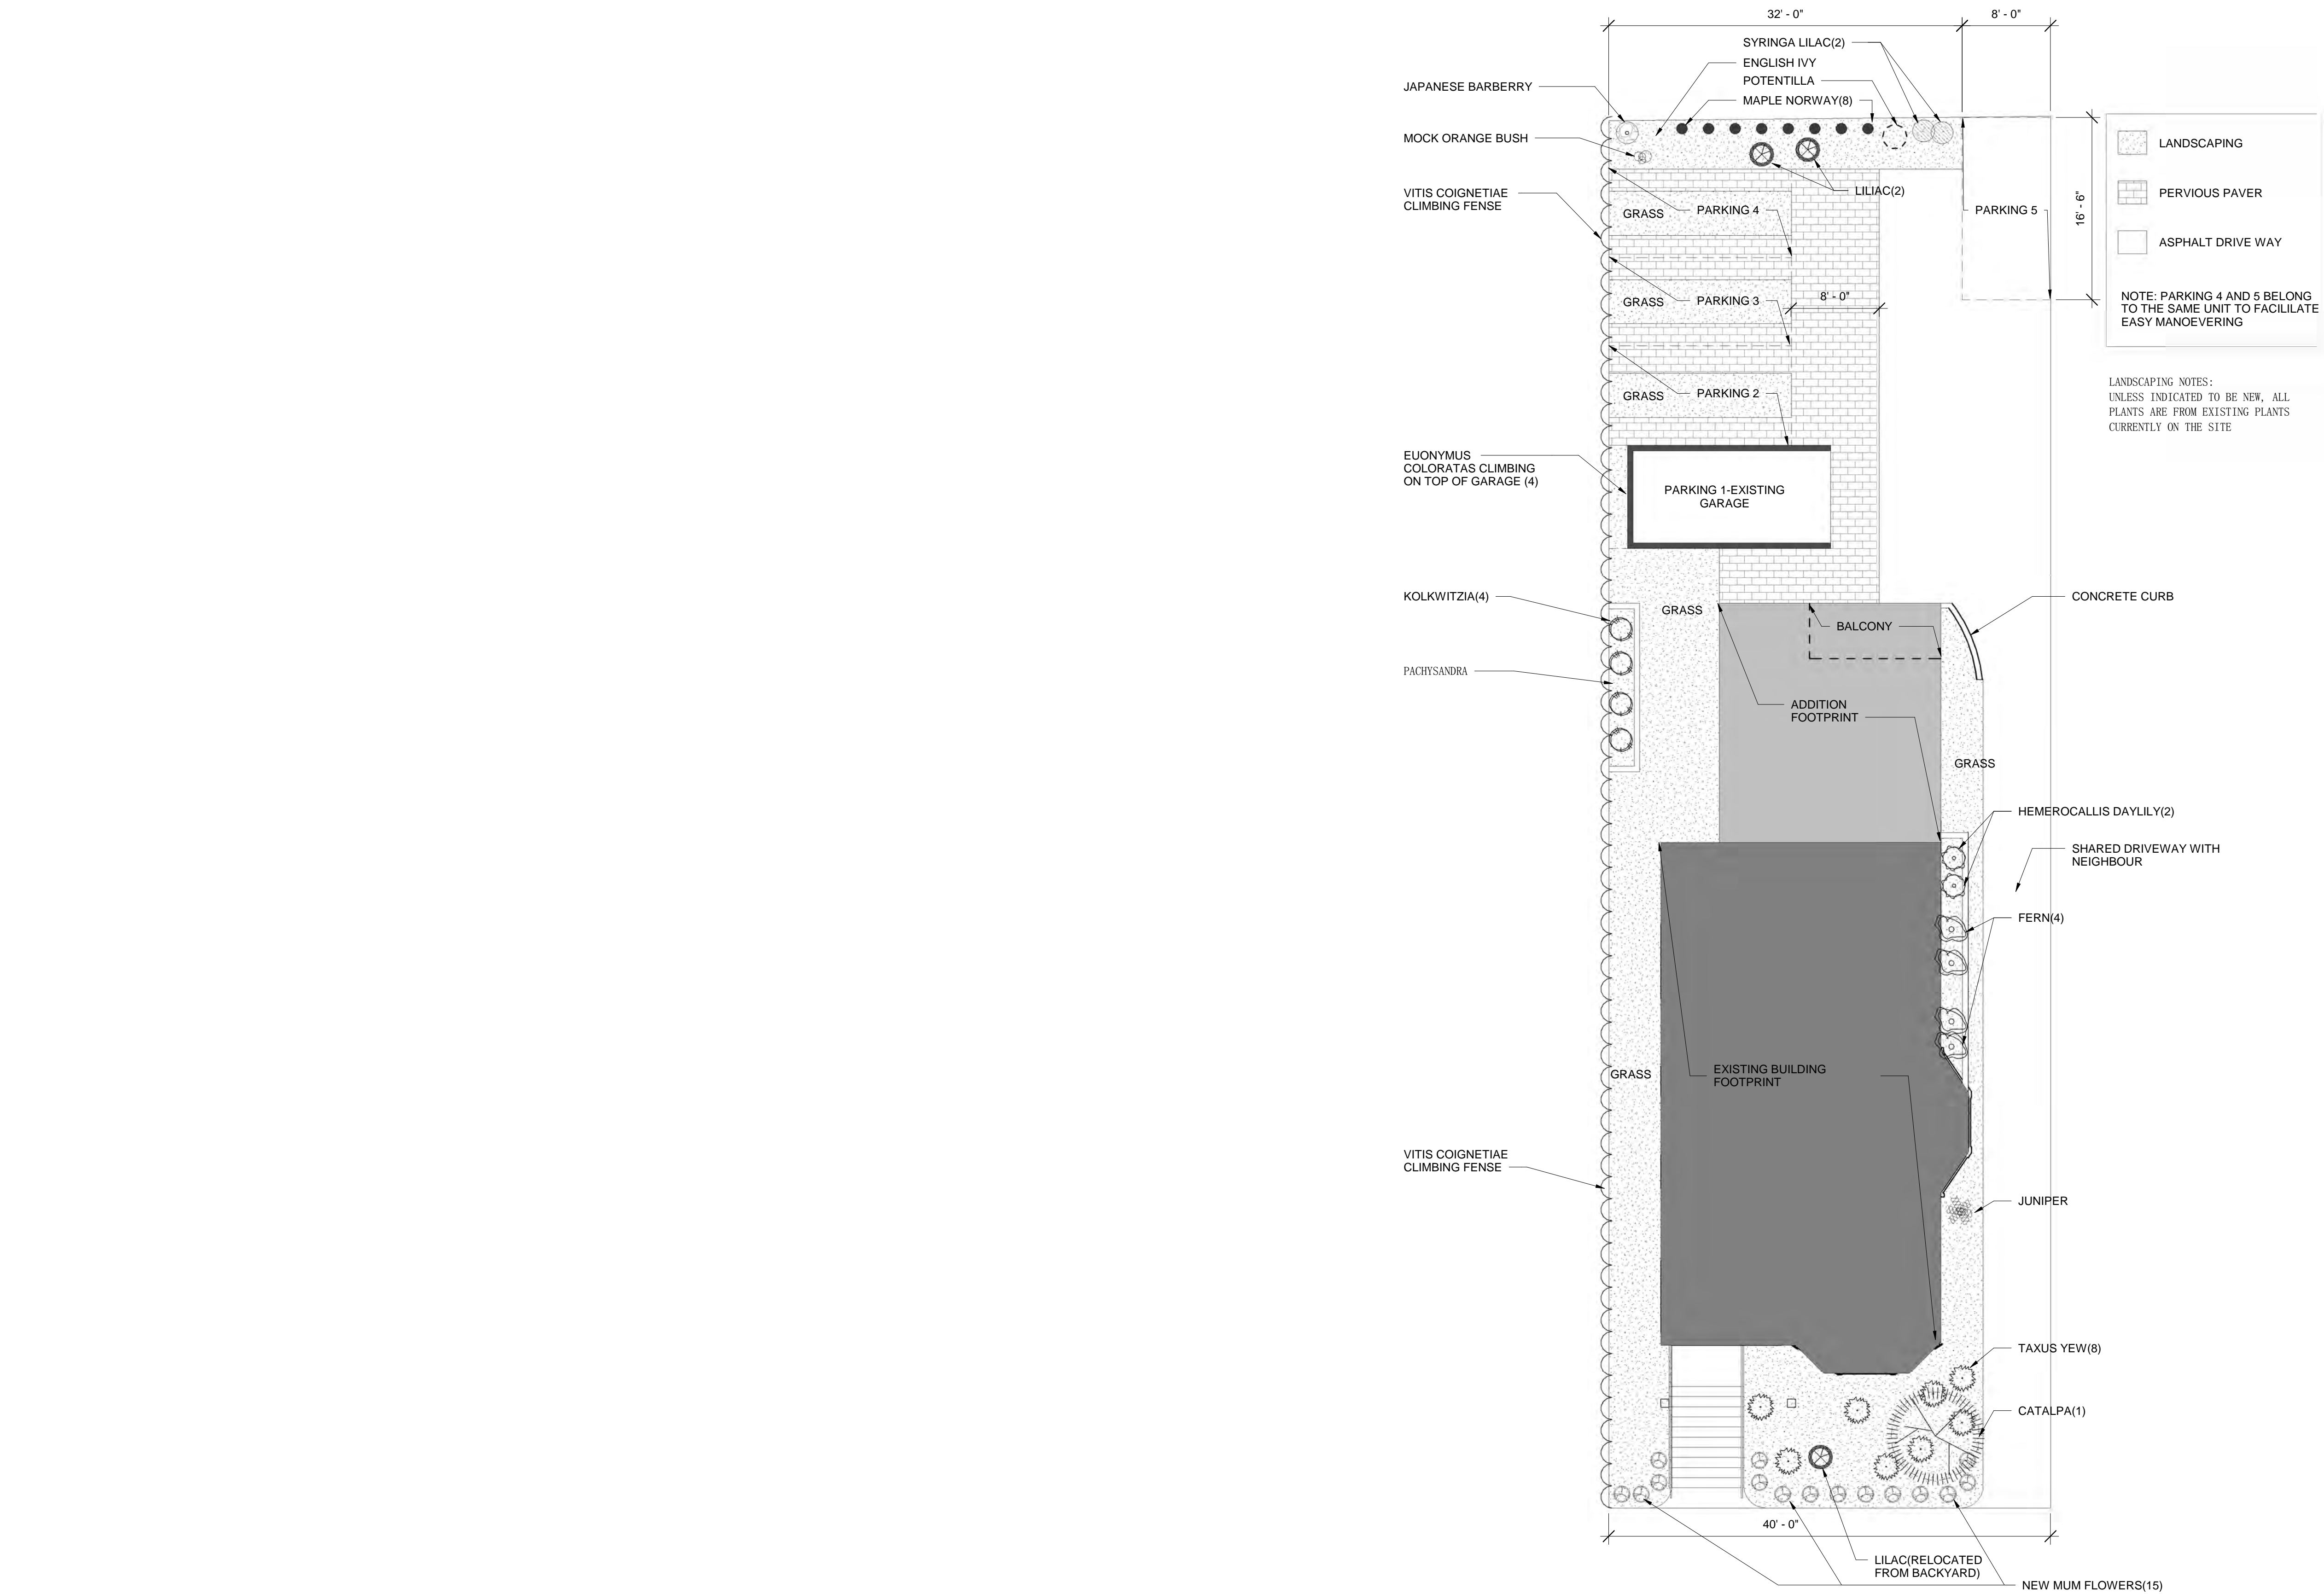 32' - 0"
8' - 0"
SYRINGA LILAC(2)
ENGLISH IVY
POTENTILLA
MAPLE NORWAY(8)
JAPANESE BARBERRY
MOCK ORANGE BUSH
VITIS COIGNETIAE
CLIMBING FENSE
LILIAC(2)
GRASS
PARKING 4
PARKING 5
16' - 6"
LANDSCAPING
PERVIOUS PAVER
ASPHALT DRIVE WAY
NOTE: PARKING 4 AND 5 BELONG
TO THE SAME UNIT TO FACILILATE
EASY MANOEVERING
GRASS
PARKING 3
8' - 0"
GRASS
PARKING 2
LANDSCAPING NOTES:
UNLESS INDICATED TO BE NEW, ALL
PLANTS ARE FROM EXISTING PLANTS
CURRENTLY ON THE SITE
EUONYMUS
COLORATAS CLIMBING
ON TOP OF GARAGE (4)
PARKING 1-EXISTING
GARAGE
KOLKWITZIA(4)
GRASS
BALCONY
CONCRETE CURB
PACHYSANDRA
ADDITION
FOOTPRINT
GRASS
HEMEROCALLIS DAYLILY(2)
SHARED DRIVEWAY WITH
NEIGHBOUR
FERN(4)
GRASS
EXISTING BUILDING
FOOTPRINT
VITIS COIGNETIAE
CLIMBING FENSE
JUNIPER
TAXUS YEW(8)
CATALPA(1)
40' - 0"
LILAC(RELOCATED
FROM BACKYARD)
NEW MUM FLOWERS(15)